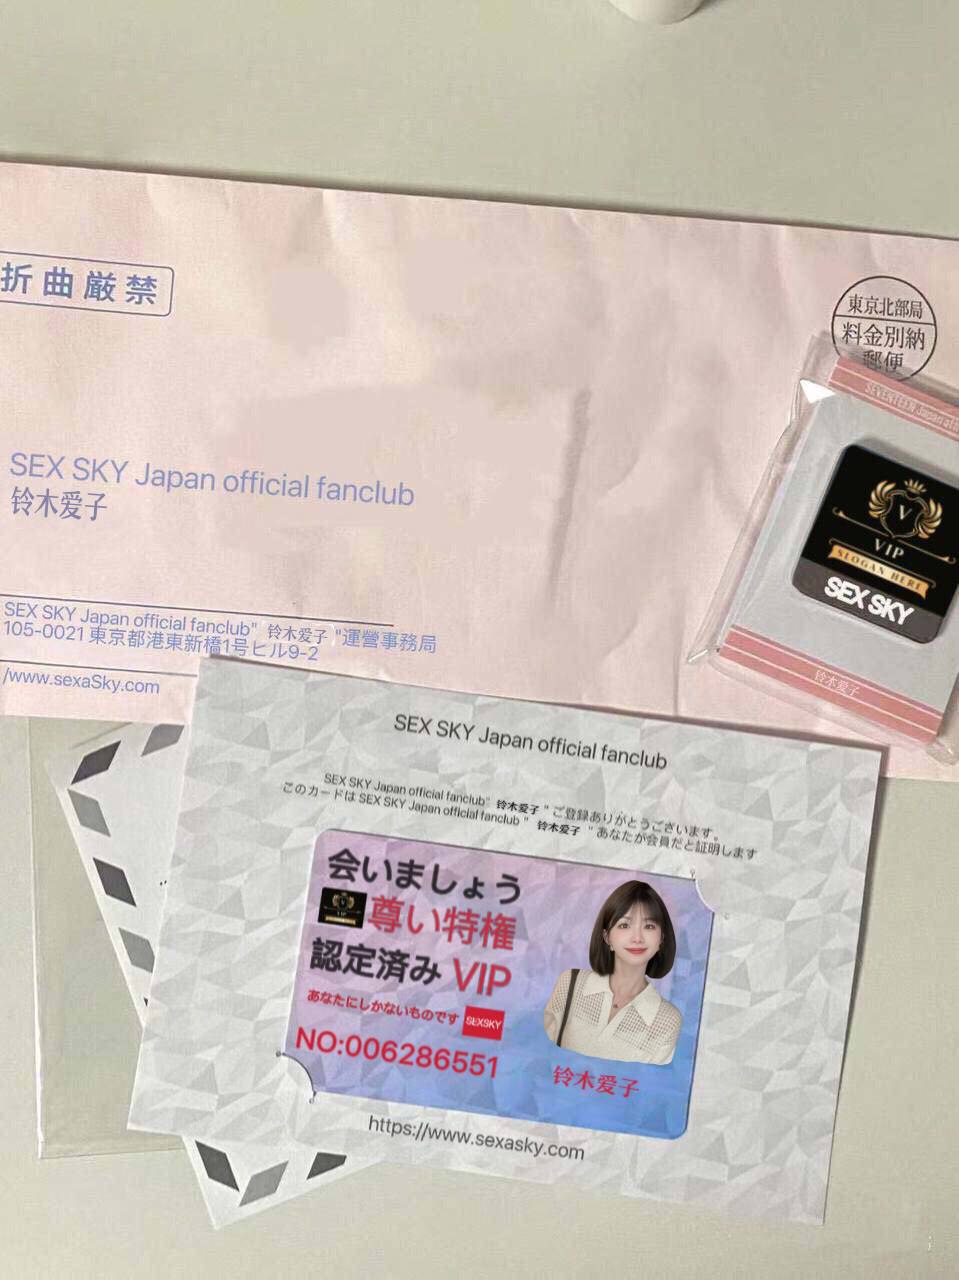 折曲厳禁
東京北部局
料金別納
郵便
SEVENTEEN Japan offi
SEX SKY Japan official fanclub
铃木爱子
V
VIP
SLOGAN HERE
SEX SKY
SEX SKY Japan official fanclub" 铃木爱子 "運營事務局
105-0021 東京都港東新橋1号ヒル9-2
/www.sexaSky.com
铃木爱子
SEX SKY Japan official fanclub
SEX SKY Japan official fanclub" 铃木爱子 " ご登録ありがとうございます。
このカードは SEX SKY Japan official fanclub " 铃木爱子 " あなたが会員だと証明します
会いましょう
VIP
尊い特権
認定済み VIP
あなたにしかないものです SEXSKY
NO:006286551
铃木爱子
https://www.sexasky.com